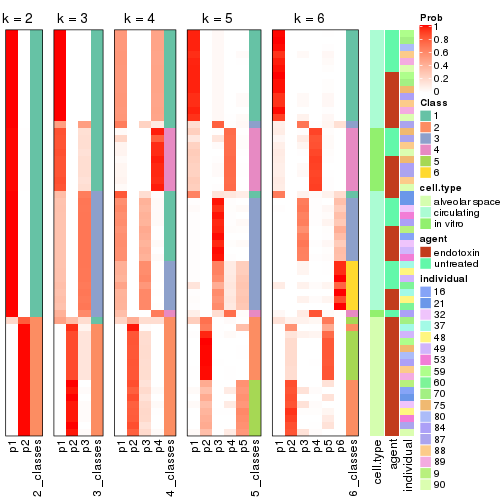 k = 2
k = 3
k = 4
k = 5
k = 6
p1
p2
2_classes
p1
p2
p3
3_classes
p1
p2
p3
p4
4_classes
p1
p2
p3
p4
p5
5_classes
p1
p2
p3
p4
p5
p6
6_classes
cell.type
agent
individual
Prob
1
0.8
0.6
0.4
0.2
0
Class
1
2
3
4
5
6
cell.type
alveolar space
circulating
in vitro
agent
endotoxin
untreated
individual
16
21
32
37
48
49
53
59
60
70
75
80
84
87
88
89
9
90